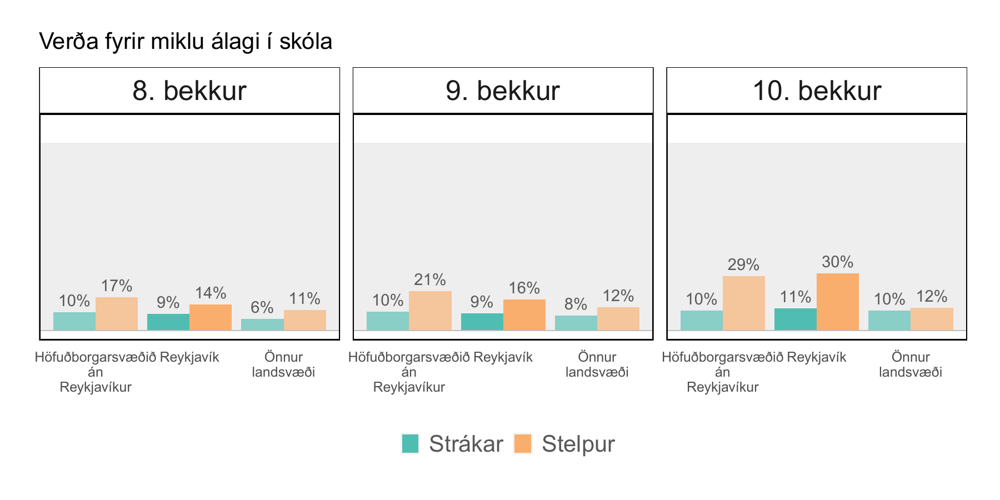 Verða fyrir miklu álagi í skóla
8. bekkur
10%
17%
9%
14%
6%
11%
Höfuðborgarsvæðið
án
Reykjavíkur
Reykjavík
Önnur
landsvæði
9. bekkur
10%
21%
9%
16%
8%
12%
Höfuðborgarsvæðið
án
Reykjavíkur
Reykjavík
Önnur
landsvæði
10. bekkur
10%
29%
11%
30%
10%
12%
Höfuðborgarsvæðið
án
Reykjavíkur
Reykjavík
Önnur
landsvæði
Strákar
Stelpur